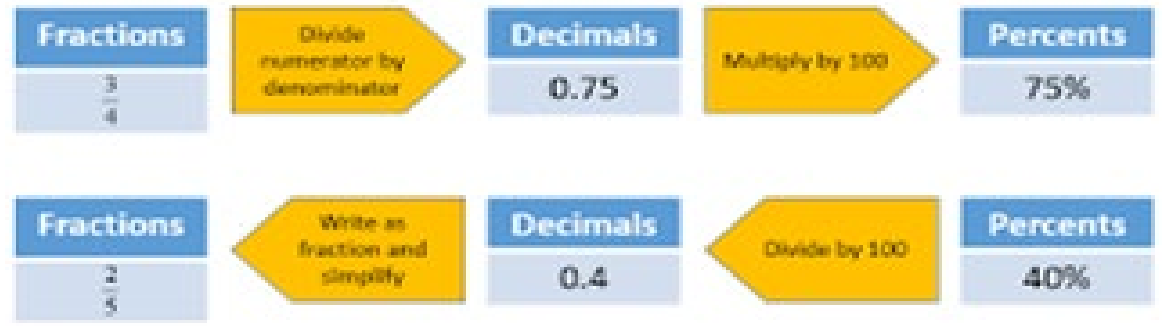 Fractions
3
4
Divide
numerator by
denominator
Decimals
0.75
Multiply by 100
Percents
75%
Fractions
2
5
Write as
fraction and
simplify
Decimals
0.4
Divide by 100
Percents
40%